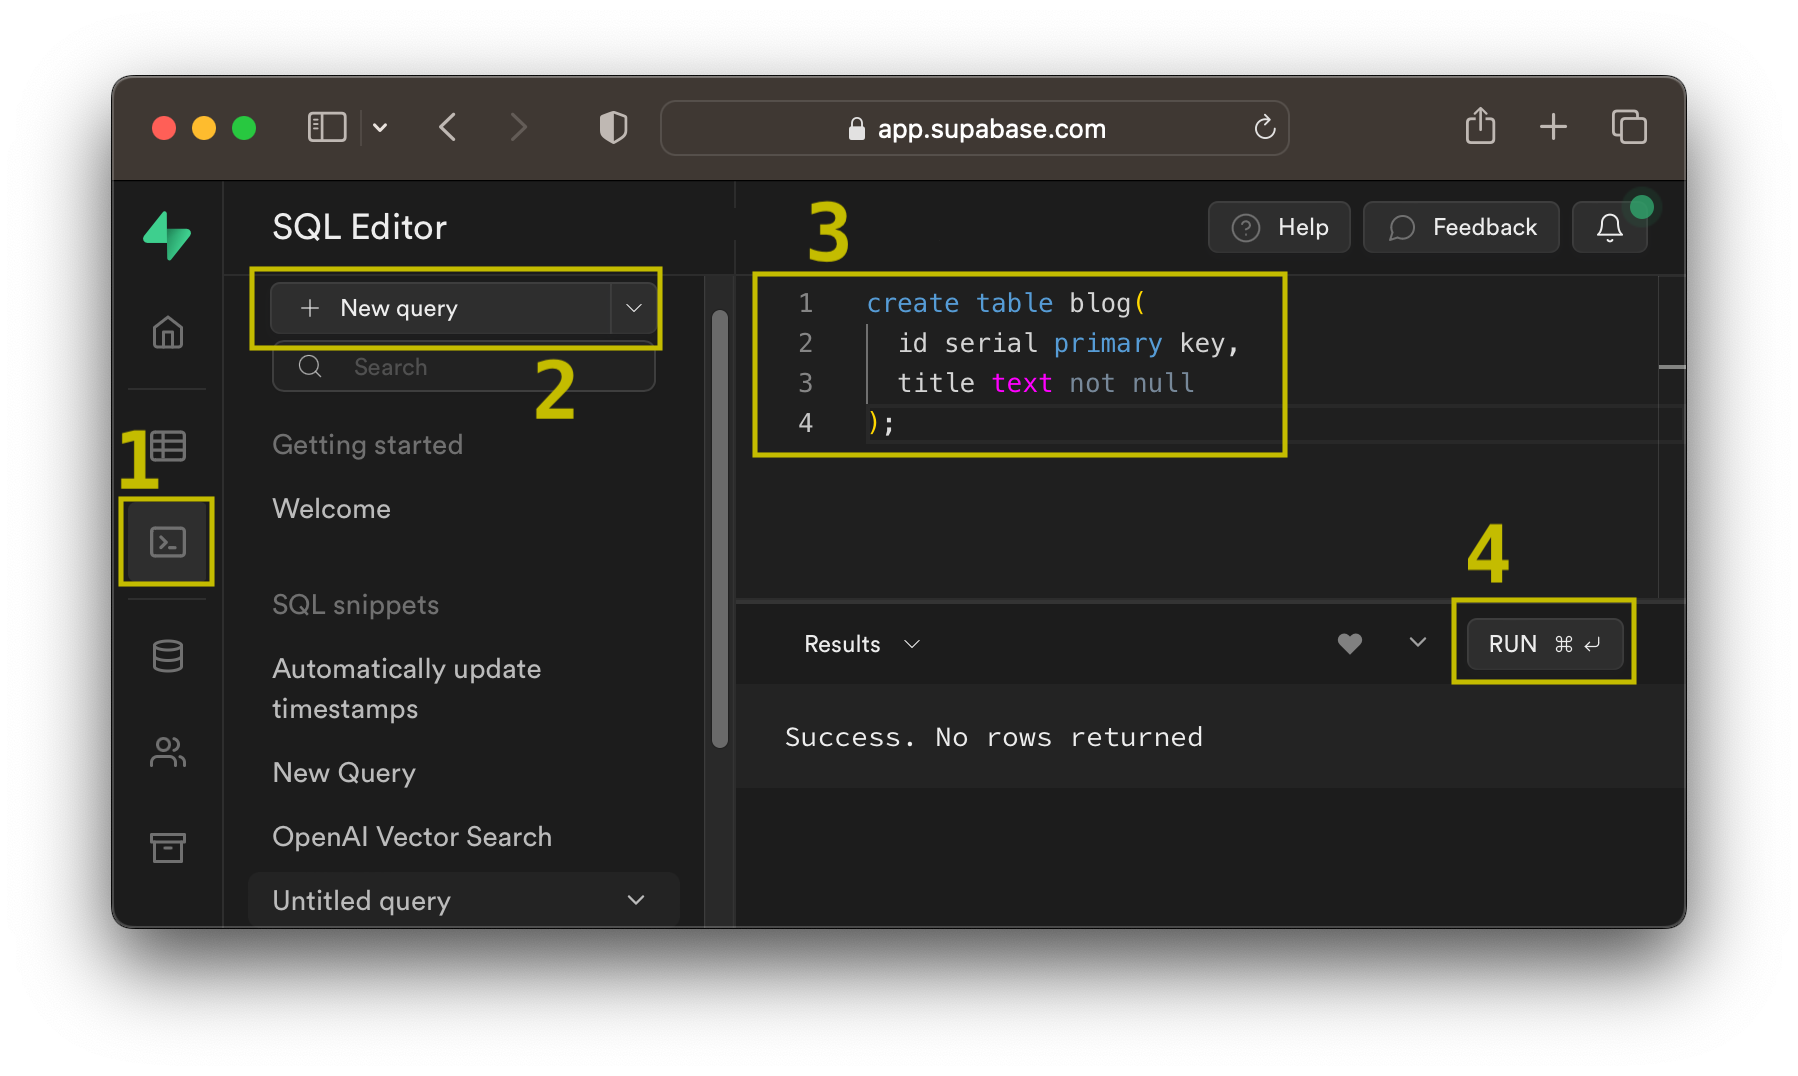 app.supabase.com
SQL Editor
3
Help
Feedback
New query
Search
2
1
Getting started
Welcome
SQL snippets
Automatically update
timestamps
New Query
OpenAI Vector Search
Untitled query
1 create table blog(
2 id serial primary key,
3 title text not null
4 );
4
Results
RUN ⌘ ↵
Success. No rows returned